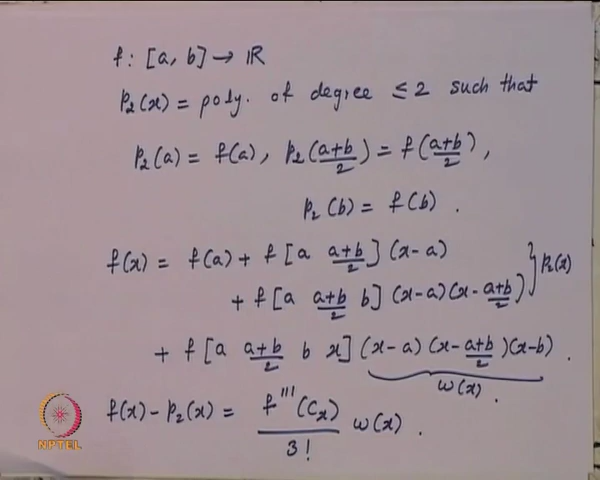 f : [a, b] → ℝ
p₂(x) = poly. of degree ≤ 2 such that
p₂(a) = f(a), p₂((a+b)/2) = f((a+b)/2),
p₂(b) = f(b).
f(x) = f(a) + f[a (a+b)/2] (x-a)
+ f[a (a+b)/2 b] (x-a)(x-(a+b)/2) } p₂(x)
+ f[a (a+b)/2 b x] (x-a)(x-(a+b)/2)(x-b).
w(x).
f(x) - p₂(x) = f'''(Cₓ)/3! w(x).
NPTEL